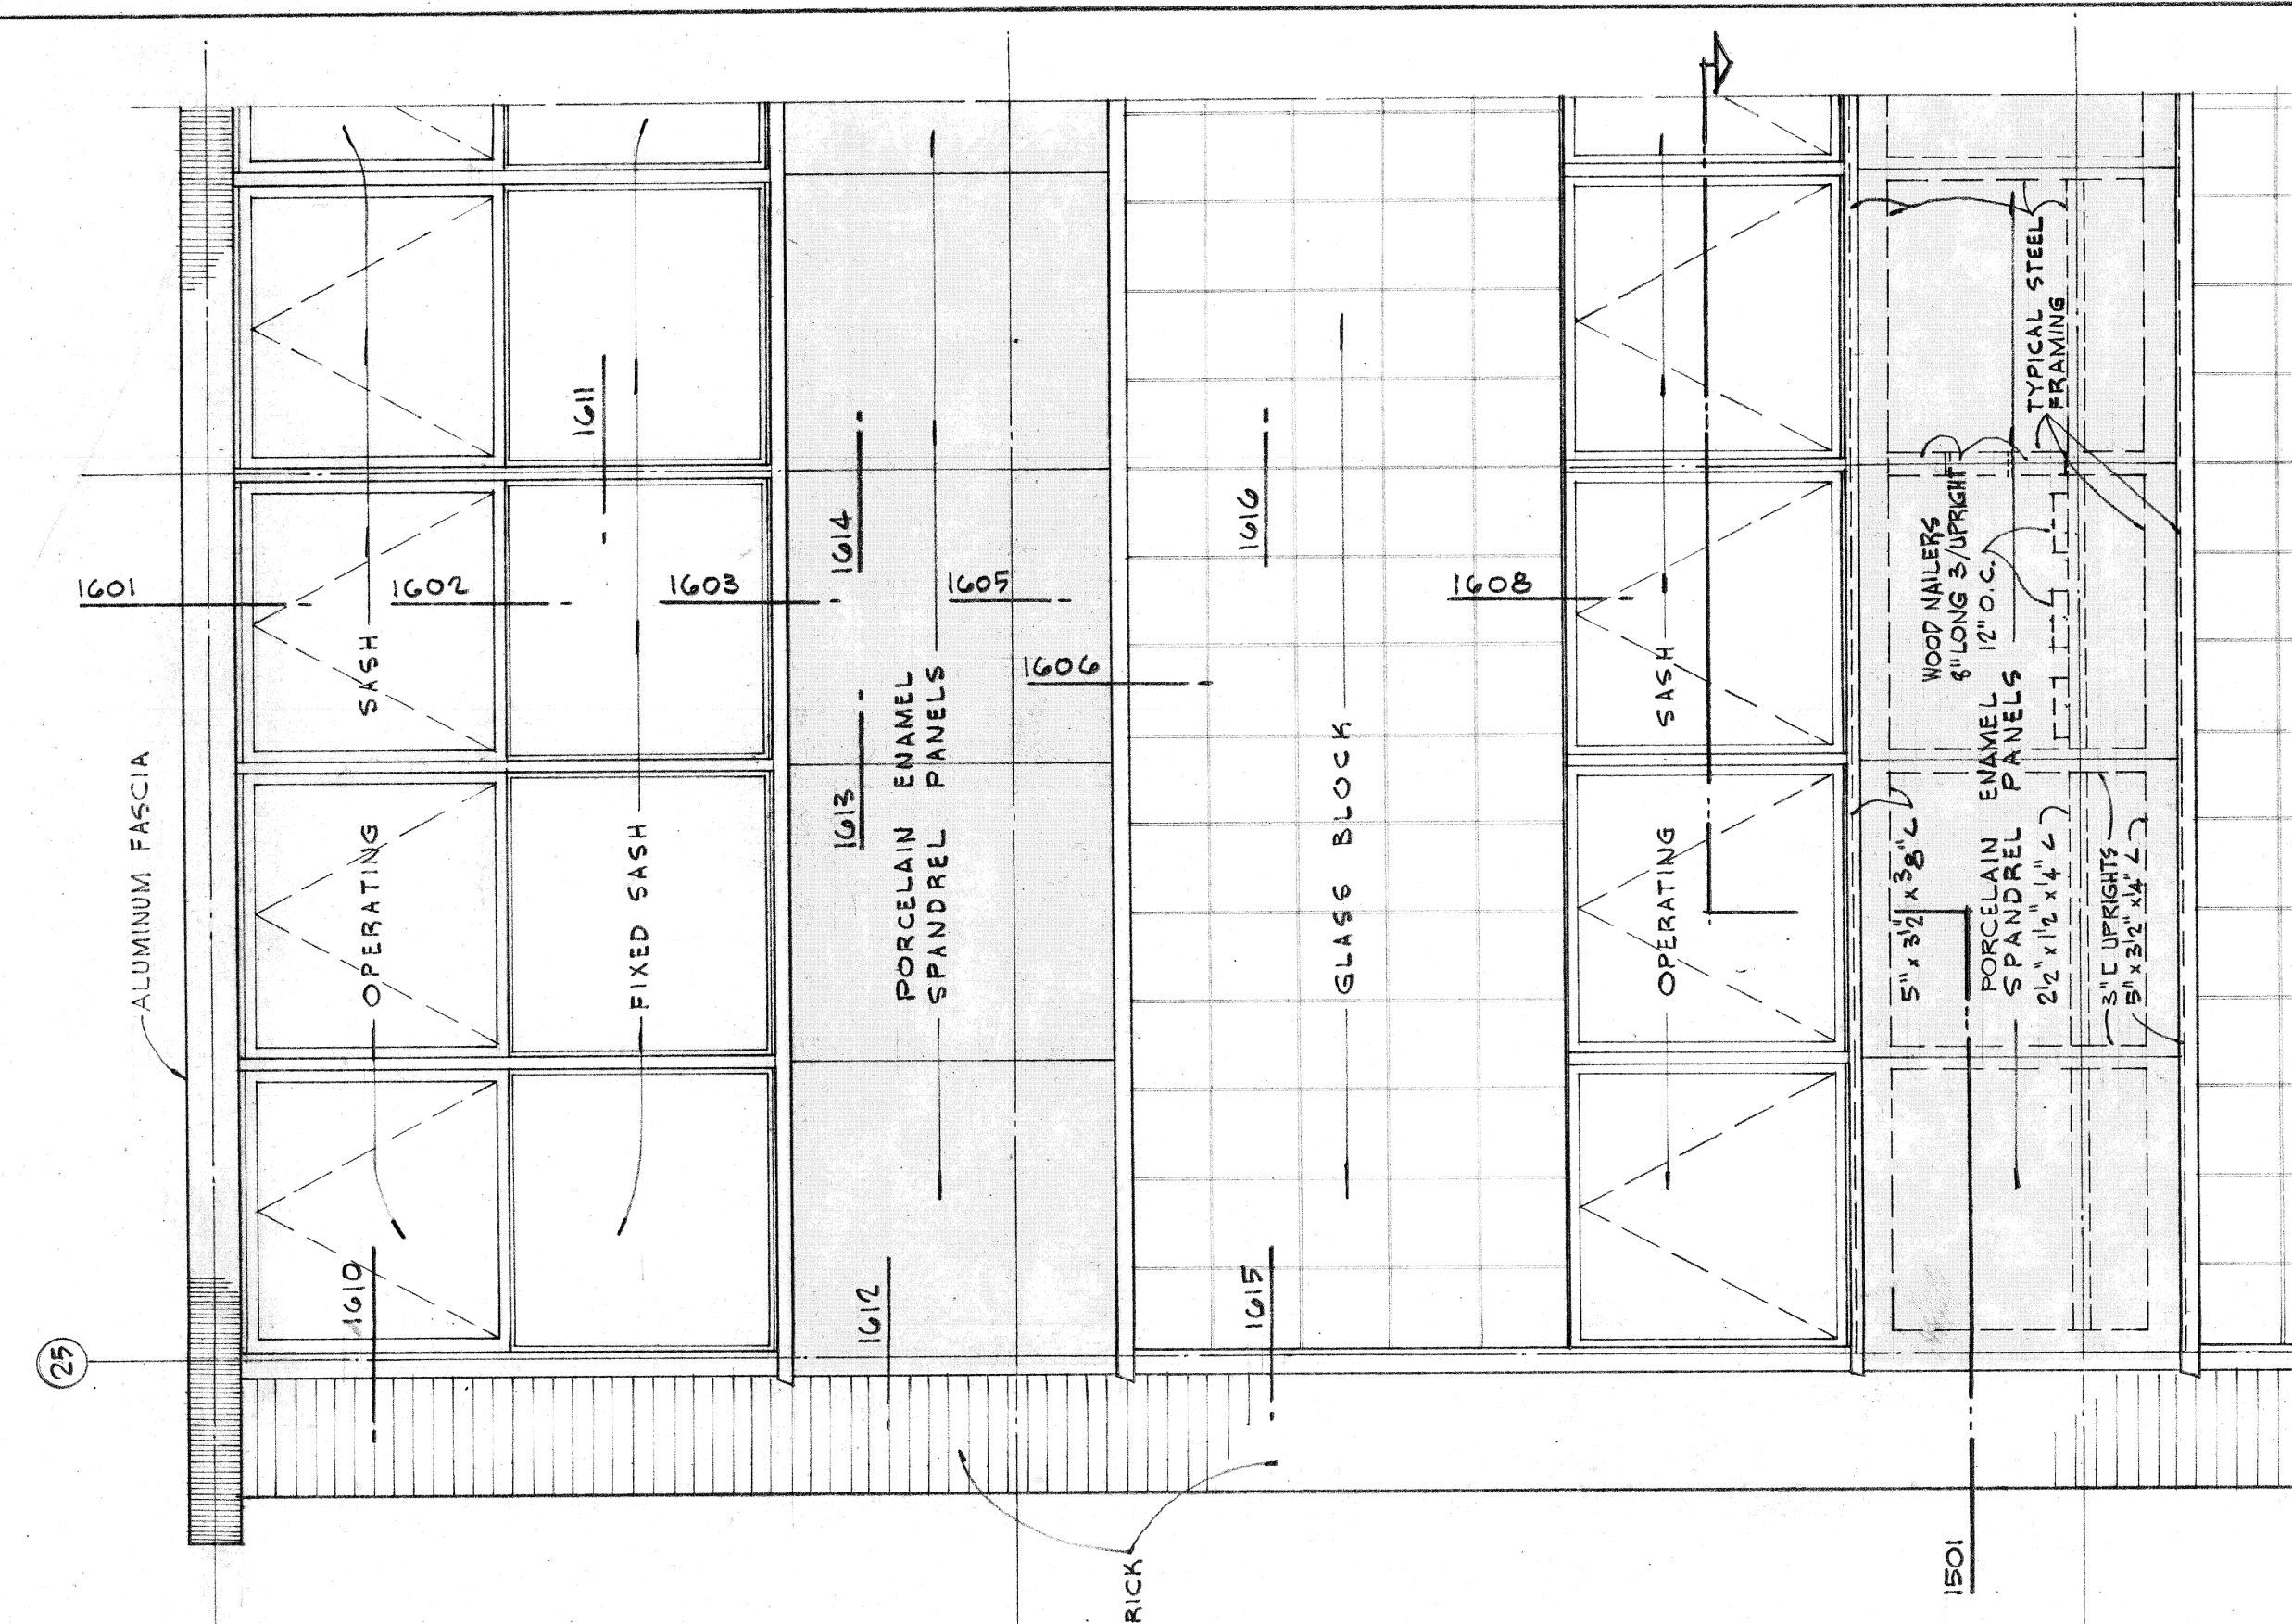 25
ALUMINUM FASCIA
1601
1602
1603
1605
1606
1608
1610
1611
1612
1613
1614
1615
1616
1501
OPERATING
SASH
FIXED SASH
PORCELAIN ENAMEL
SPANDREL PANELS
GLASS BLOCK
OPERATING
SASH
WOOD NAILERS
8" LONG 3/UPRIGHT
12" O.C.
TYPICAL STEEL
FRAMING
5" x 3½" x ⅜" L
PORCELAIN ENAMEL
SPANDREL PANELS
2½" x 1½" x ¼" L
3" [ UPRIGHTS
5" x 3½" x ¼" L
RICK